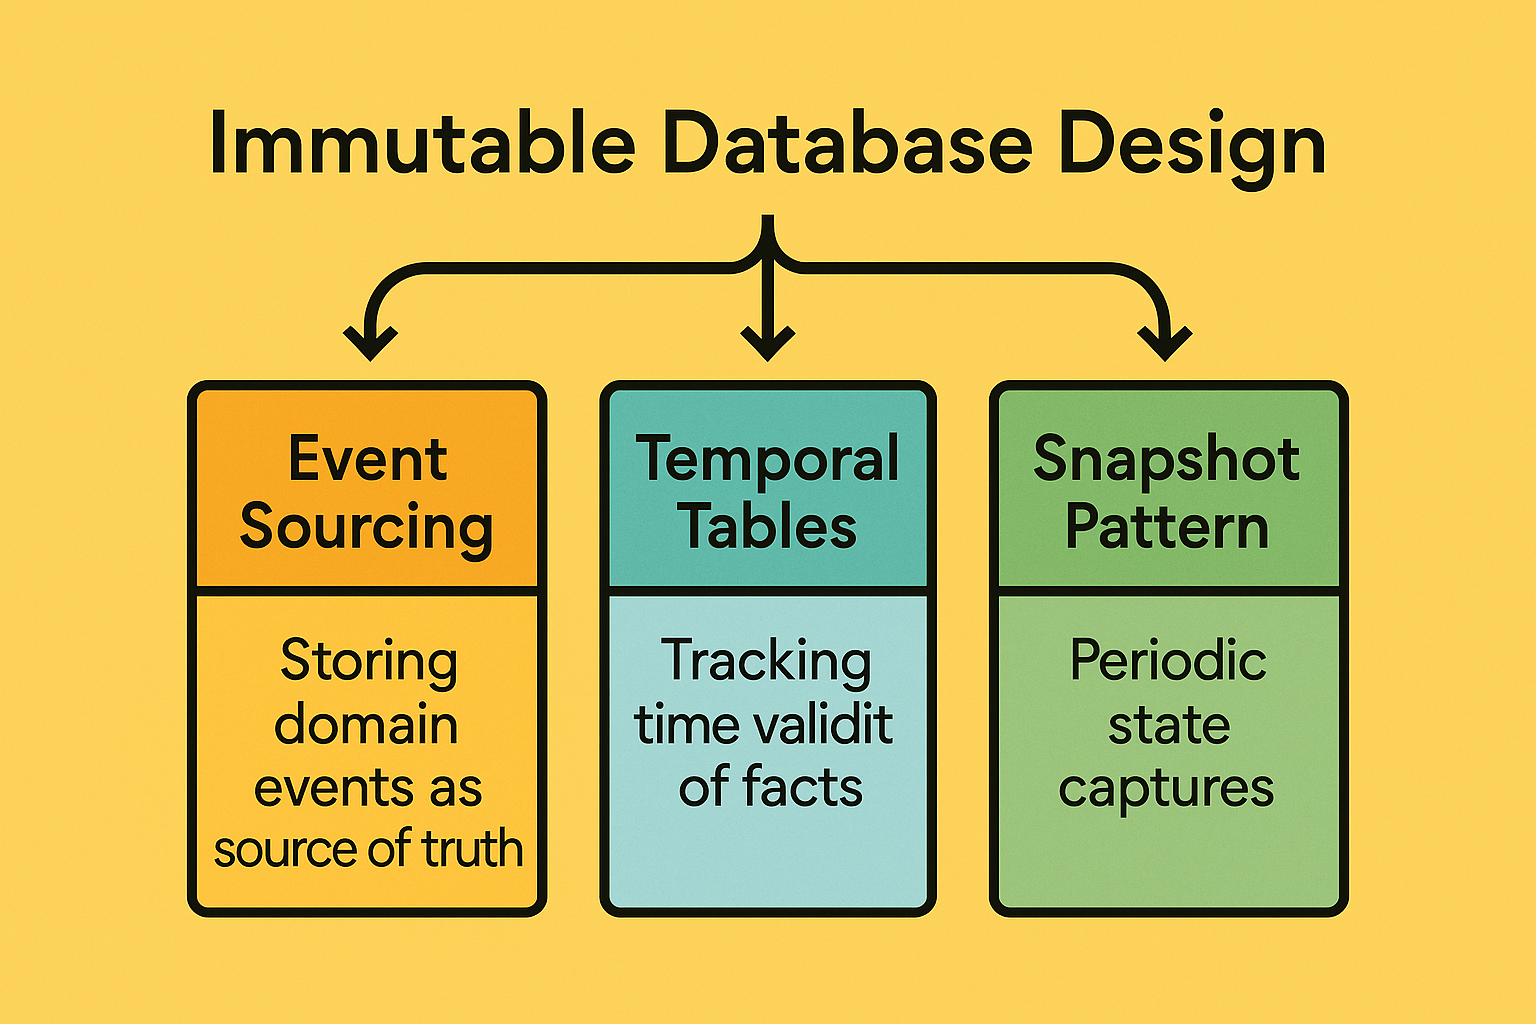 Immutable Database Design
Event
Sourcing
Storing
domain
events as
source of truth
Temporal
Tables
Tracking
time validit
of facts
Snapshot
Pattern
Periodic
state
captures